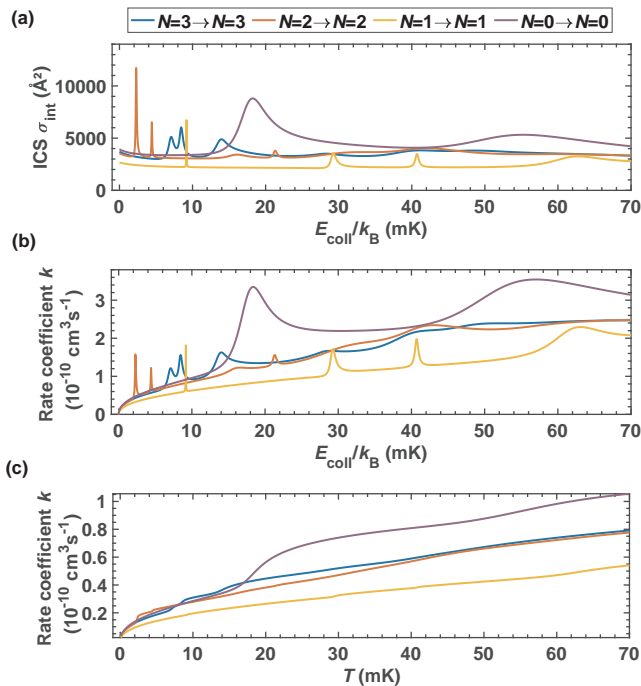 (a)
N=3→N=3 N=2→N=2 N=1→N=1 N=0→N=0
ICS σint (Å²)
10000
5000
0
0 10 20 30 40 50 60 70
Ecoll/kB (mK)
(b)
Rate coefficient k
(10⁻¹⁰ cm³s⁻¹)
3
2
1
0
0 10 20 30 40 50 60 70
Ecoll/kB (mK)
(c)
Rate coefficient k
(10⁻¹⁰ cm³s⁻¹)
1
0.8
0.6
0.4
0.2
0 10 20 30 40 50 60 70
T (mK)